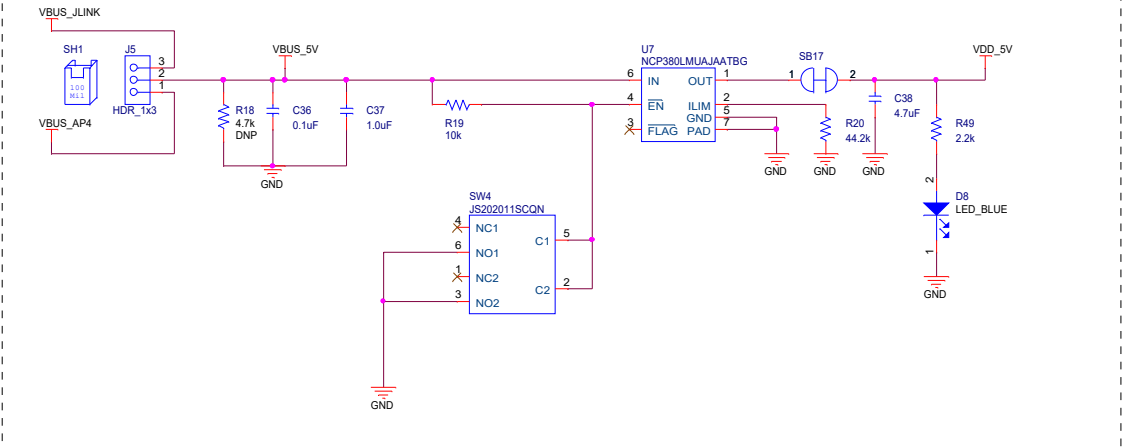 VBUS_JLINK
SH1
100
Mil
J5
3
2
1
HDR_1x3
VBUS_AP4
VBUS_5V
R18
4.7k
DNP
C36
0.1uF
C37
1.0uF
GND
R19
10k
U7
NCP380LMUAJAATBG
6 IN
4 EN
3 FLAG
OUT 1
ILIM 2
GND 5
PAD 7
SB17
1 2
VDD_5V
C38
4.7uF
R20
44.2k
R49
2.2k
GND
GND
GND
2
D8
LED_BLUE
1
GND
SW4
JS202011SCQN
4 NC1
6 NO1
1 NC2
3 NO2
C1 5
C2 2
GND